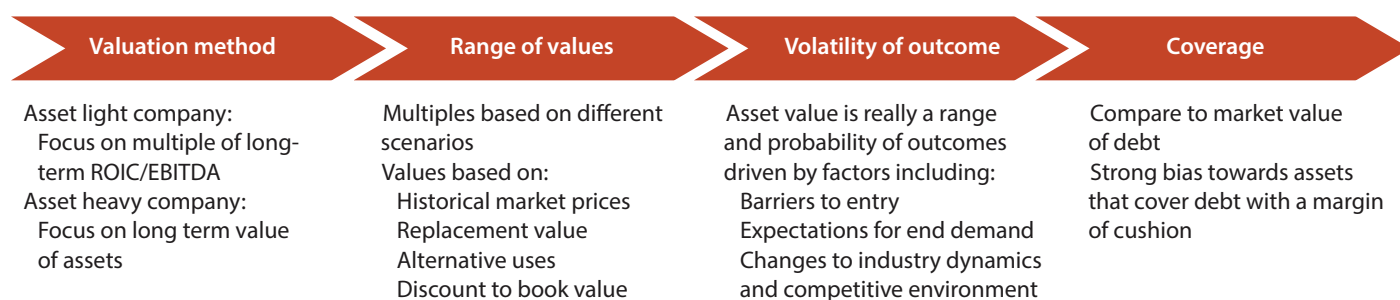 Valuation method
Asset light company:
Focus on multiple of long-
term ROIC/EBITDA
Asset heavy company:
Focus on long term value
of assets
Range of values
Multiples based on different
scenarios
Values based on:
Historical market prices
Replacement value
Alternative uses
Discount to book value
Volatility of outcome
Asset value is really a range
and probability of outcomes
driven by factors including:
Barriers to entry
Expectations for end demand
Changes to industry dynamics
and competitive environment
Coverage
Compare to market value
of debt
Strong bias towards assets
that cover debt with a margin
of cushion